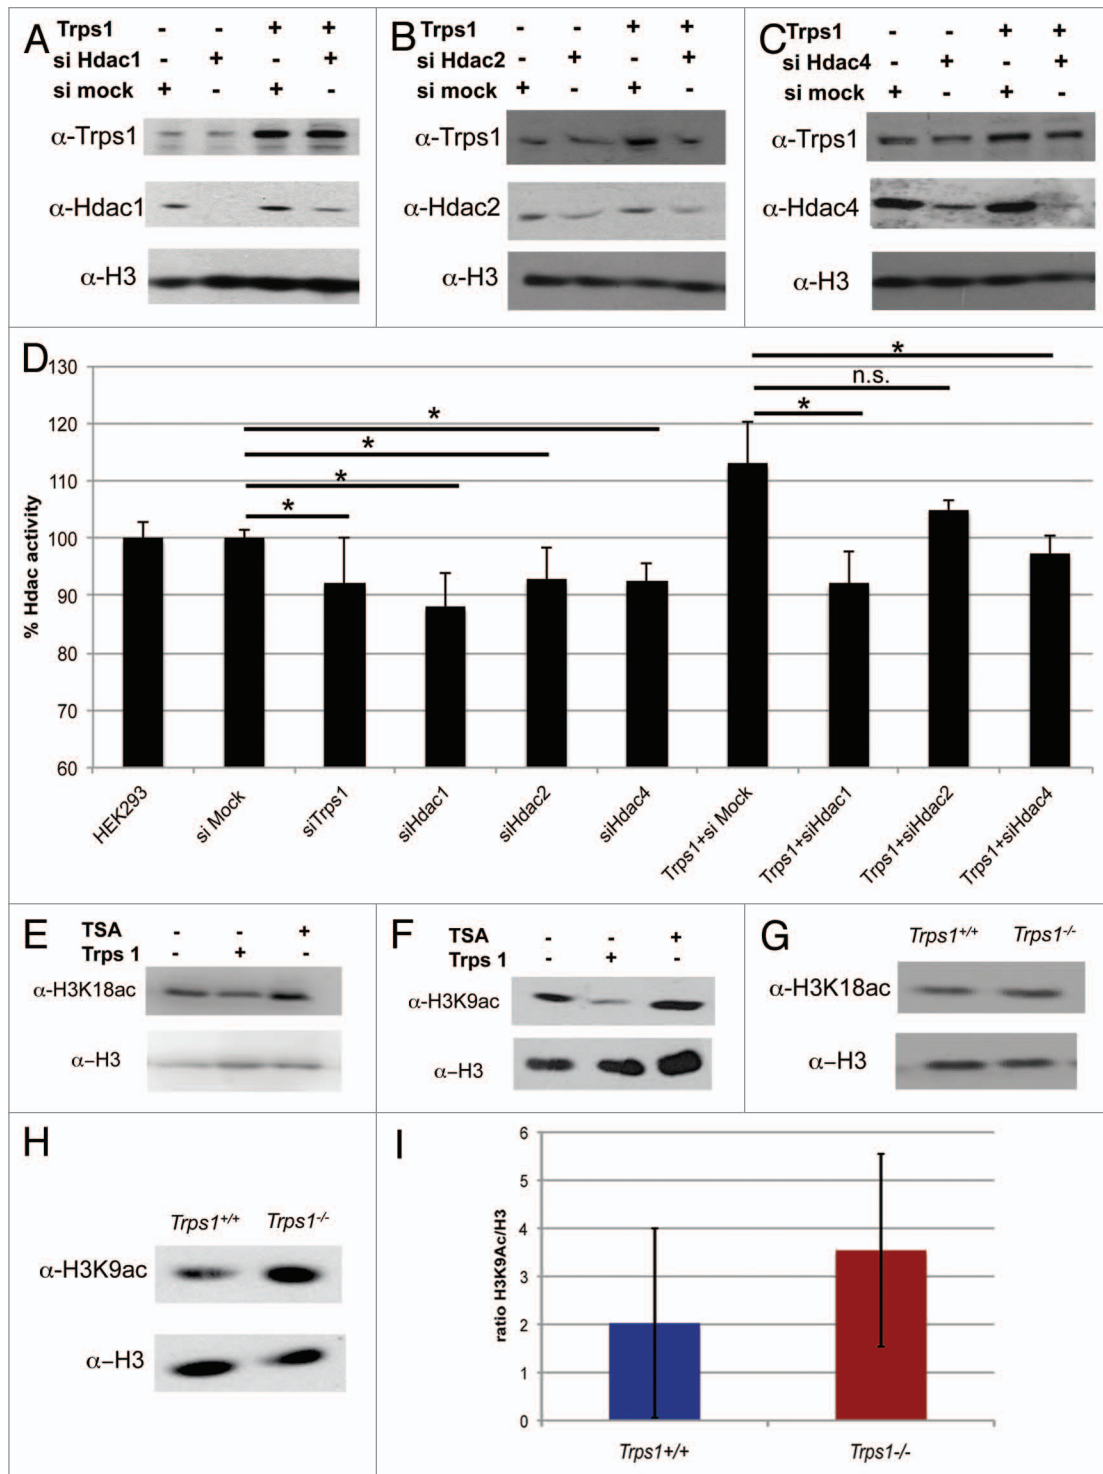 A
Trps1 - - + +
si Hdac1 - + - +
si mock + - + -
α-Trps1
α-Hdac1
α-H3
B
Trps1 - - + +
si Hdac2 - + - +
si mock + - + -
α-Trps1
α-Hdac2
α-H3
C
Trps1 - - + +
si Hdac4 - + - +
si mock + - + -
α-Trps1
α-Hdac4
α-H3
D
% Hdac activity
130
120
110
100
90
80
70
60
* * * * * n.s. *
HEK293
si Mock
siTrps1
siHdac1
siHdac2
siHdac4
Trps1+si Mock
Trps1+siHdac1
Trps1+siHdac2
Trps1+siHdac4
E
TSA - - +
Trps 1 - + -
α-H3K18ac
α–H3
F
TSA - - +
Trps 1 - + -
α-H3K9ac
α–H3
G
Trps1+/+ Trps1-/-
α-H3K18ac
α–H3
H
Trps1+/+ Trps1-/-
α-H3K9ac
α–H3
I
ratio H3K9Ac/H3
6
5
4
3
2
1
0
Trps1+/+ Trps1-/-